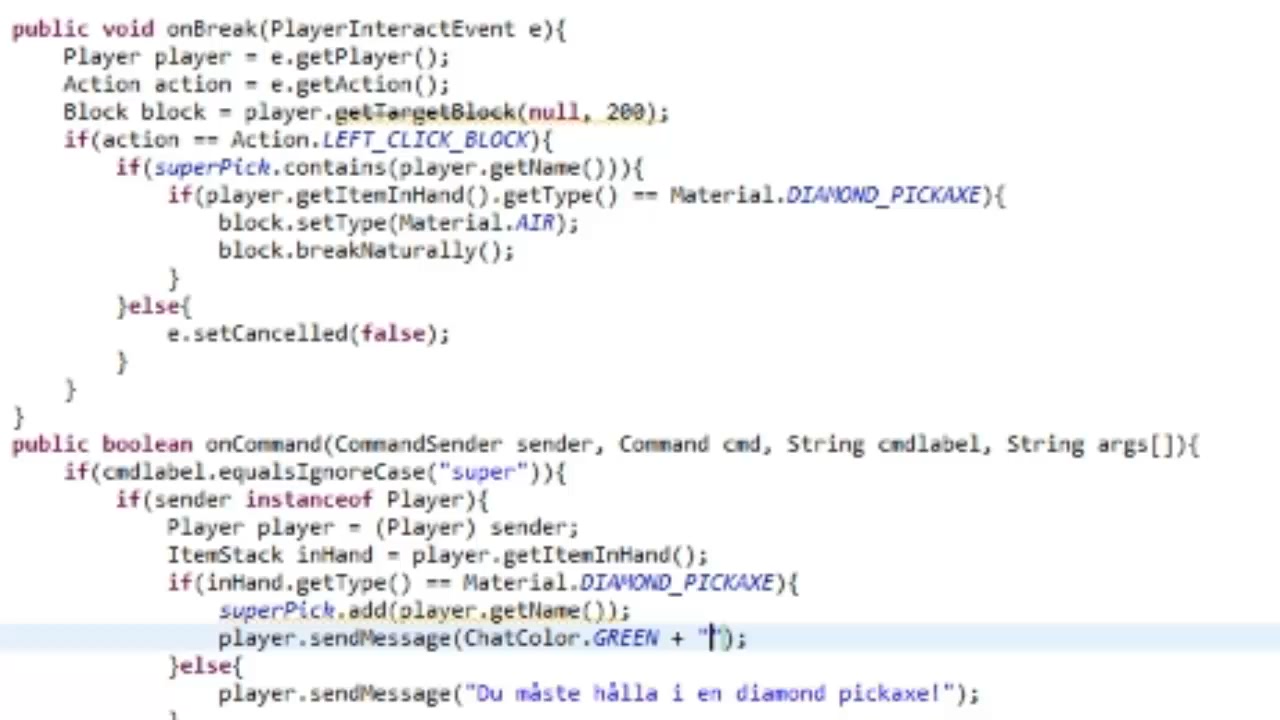 public void onBreak(PlayerInteractEvent e){
Player player = e.getPlayer();
Action action = e.getAction();
Block block = player.getTargetBlock(null, 200);
if(action == Action.LEFT_CLICK_BLOCK){
if(superPick.contains(player.getName())){
if(player.getItemInHand().getType() == Material.DIAMOND_PICKAXE){
block.setType(Material.AIR);
block.breakNaturally();
}
}else{
e.setCancelled(false);
}
}
}
public boolean onCommand(CommandSender sender, Command cmd, String cmdlabel, String args[]){
if(cmdlabel.equalsIgnoreCase("super")){
if(sender instanceof Player){
Player player = (Player) sender;
ItemStack inHand = player.getItemInHand();
if(inHand.getType() == Material.DIAMOND_PICKAXE){
superPick.add(player.getName());
player.sendMessage(ChatColor.GREEN + "");
}else{
player.sendMessage("Du måste hålla i en diamond pickaxe!");
}